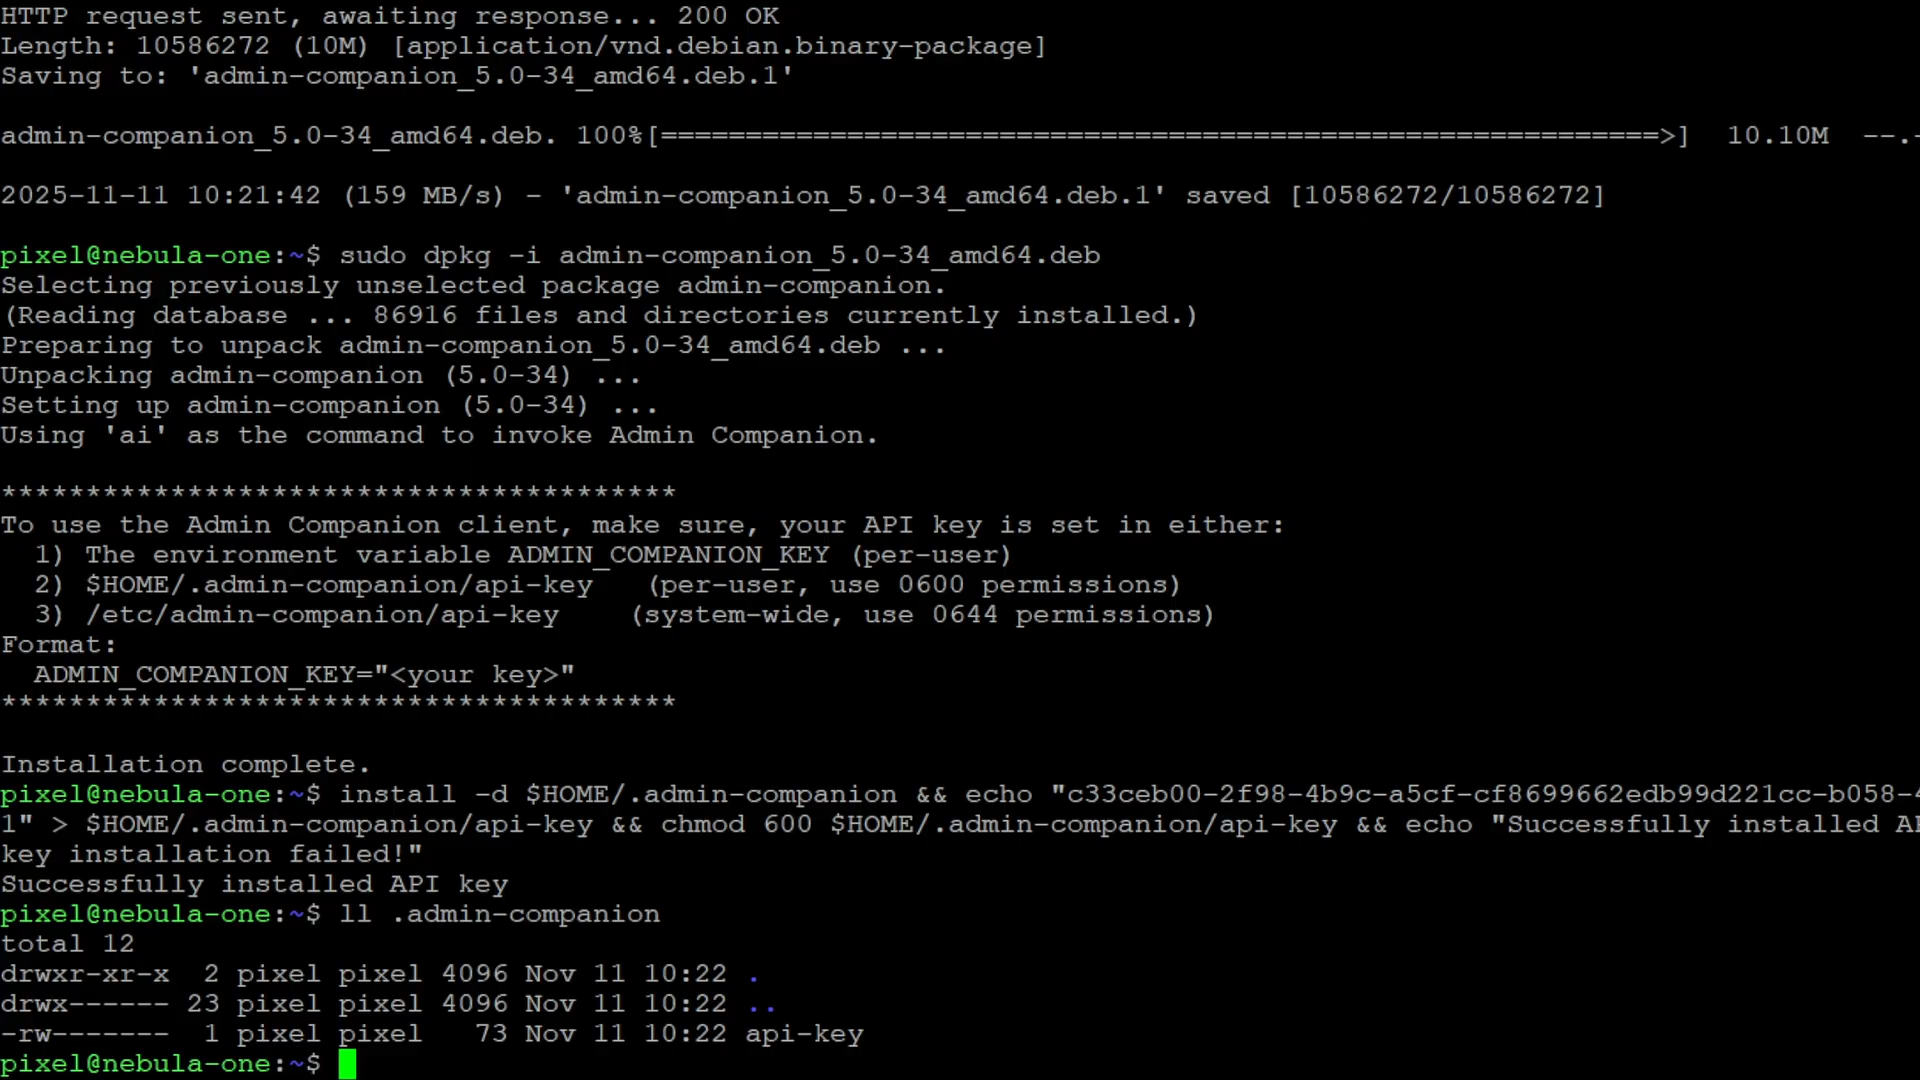 HTTP request sent, awaiting response... 200 OK
Length: 10586272 (10M) [application/vnd.debian.binary-package]
Saving to: 'admin-companion_5.0-34_amd64.deb.1'
admin-companion_5.0-34_amd64.deb. 100%[===========================================================>]  10.10M  --.-
2025-11-11 10:21:42 (159 MB/s) - 'admin-companion_5.0-34_amd64.deb.1' saved [10586272/10586272]
pixel@nebula-one:~$ sudo dpkg -i admin-companion_5.0-34_amd64.deb
Selecting previously unselected package admin-companion.
(Reading database ... 86916 files and directories currently installed.)
Preparing to unpack admin-companion_5.0-34_amd64.deb ...
Unpacking admin-companion (5.0-34) ...
Setting up admin-companion (5.0-34) ...
Using 'ai' as the command to invoke Admin Companion.
****************************************
To use the Admin Companion client, make sure, your API key is set in either:
  1) The environment variable ADMIN_COMPANION_KEY (per-user)
  2) $HOME/.admin-companion/api-key   (per-user, use 0600 permissions)
  3) /etc/admin-companion/api-key    (system-wide, use 0644 permissions)
Format:
  ADMIN_COMPANION_KEY="<your key>"
****************************************
Installation complete.
pixel@nebula-one:~$ install -d $HOME/.admin-companion && echo "c33ceb00-2f98-4b9c-a5cf-cf8699662edb99d221cc-b058-4
1" > $HOME/.admin-companion/api-key && chmod 600 $HOME/.admin-companion/api-key && echo "Successfully installed AP
key installation failed!"
Successfully installed API key
pixel@nebula-one:~$ ll .admin-companion
total 12
drwxr-xr-x  2 pixel pixel 4096 Nov 11 10:22 .
drwx------ 23 pixel pixel 4096 Nov 11 10:22 ..
-rw-------  1 pixel pixel   73 Nov 11 10:22 api-key
pixel@nebula-one:~$